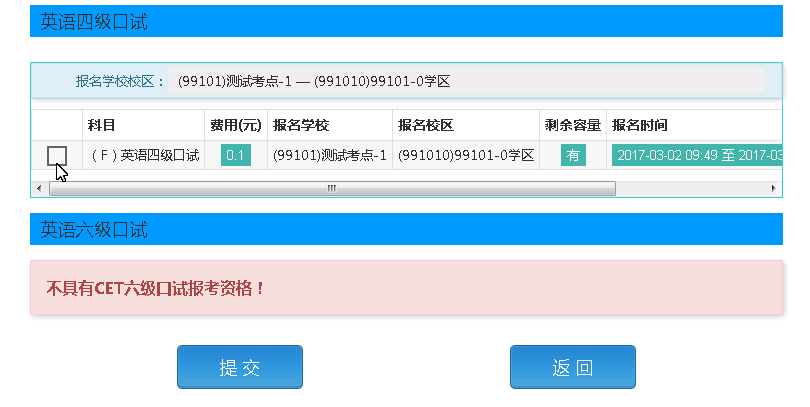 英语四级口试
报名学校校区： (99101)测试考点-1 — (991010)99101-0学区
科目 费用(元) 报名学校 报名校区 剩余容量 报名时间
( F ) 英语四级口试 0.1 (99101)测试考点-1 (991010)99101-0学区 有 2017-03-02 09:49 至 2017-03
英语六级口试
不具有CET六级口试报考资格！
提 交 返 回